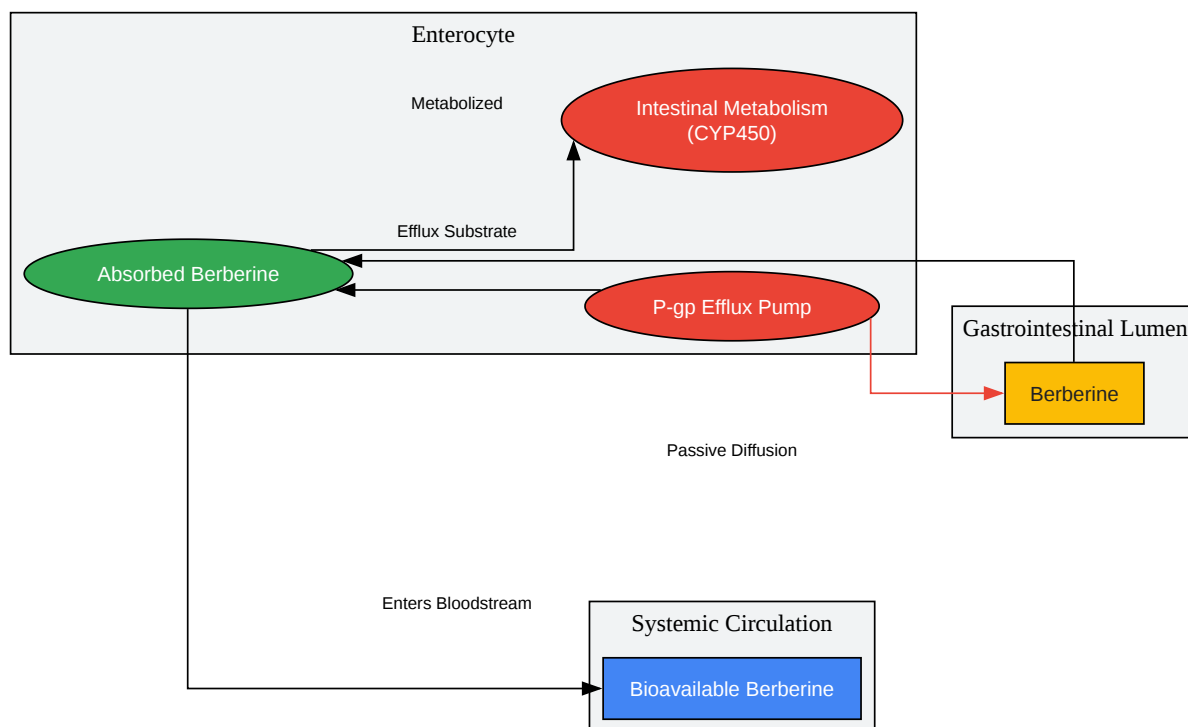 Enterocyte
Metabolized
Intestinal Metabolism
(CYP450)
Efflux Substrate
Absorbed Berberine
P-gp Efflux Pump
Gastrointestinal Lumen
Berberine
Passive Diffusion
Enters Bloodstream
Systemic Circulation
Bioavailable Berberine